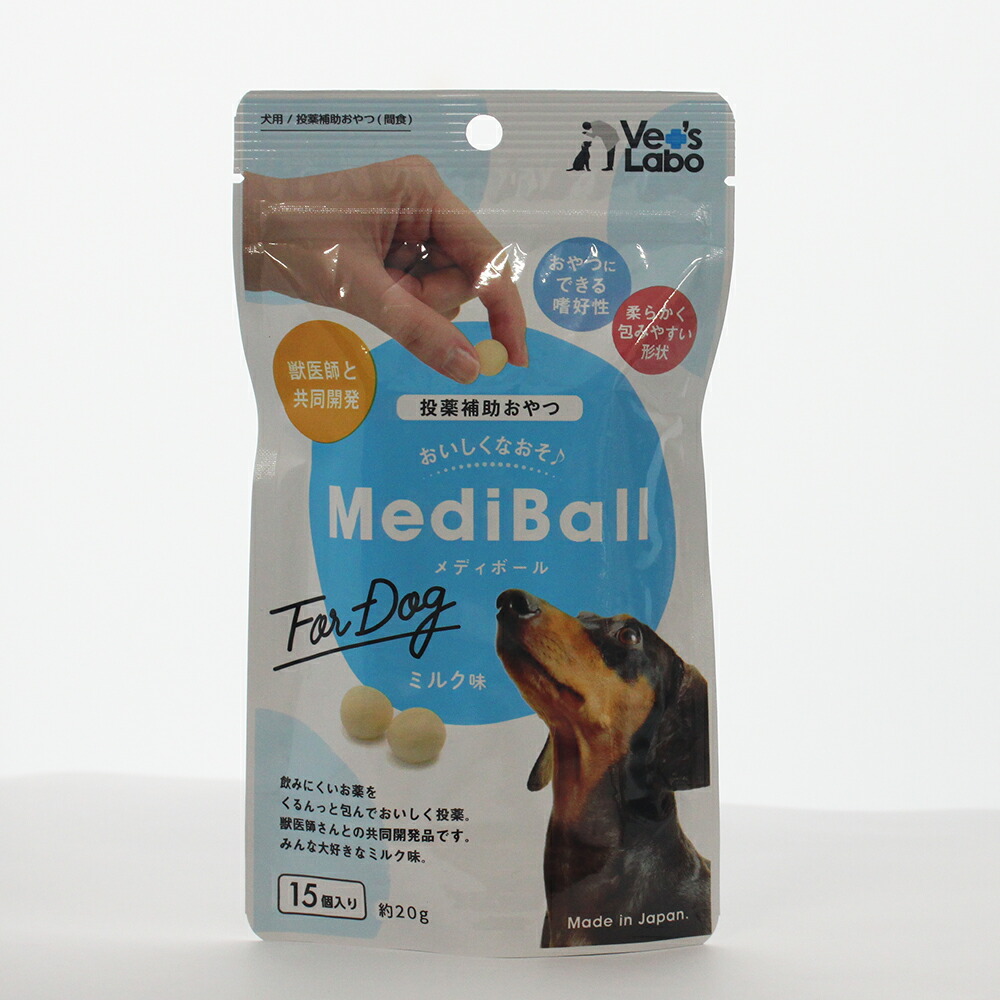 犬用 / 投薬補助おやつ(間食)
Vet's
Labo
おやつに
できる
嗜好性
柔らかく
包みやすい
形状
獣医師と
共同開発
投薬補助おやつ
おいしくなおそ♪
MediBall
メディボール
For Dog
ミルク味
飲みにくいお薬を
くるんっと包んでおいしく投薬。
獣医師さんとの共同開発品です。
みんな大好きなミルク味。
15個入り 約20g
Made in Japan.